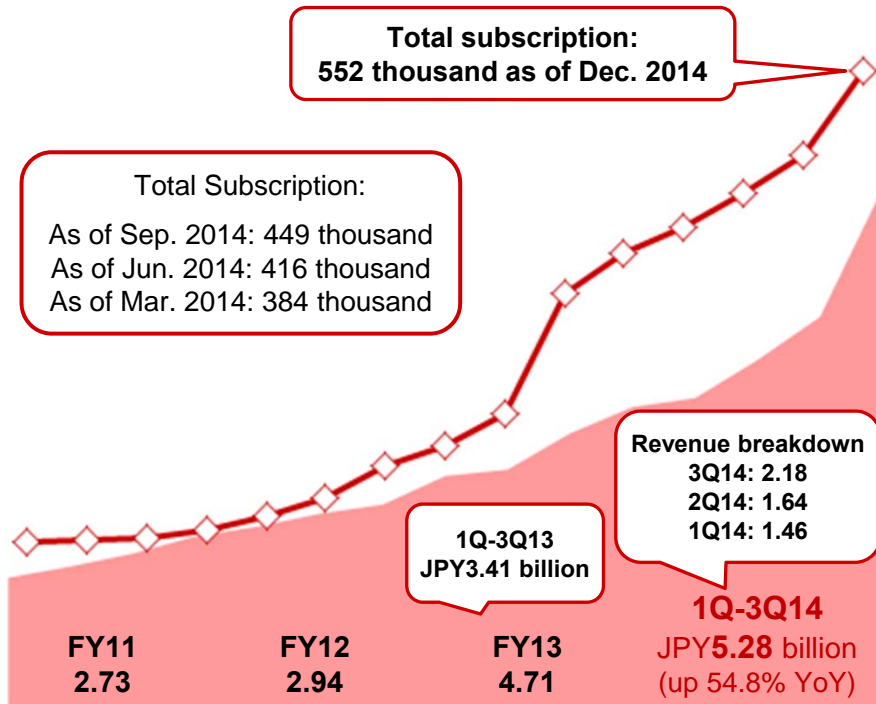 Total subscription:
552 thousand as of Dec. 2014
Total Subscription:
As of Sep. 2014: 449 thousand
As of Jun. 2014: 416 thousand
As of Mar. 2014: 384 thousand
Revenue breakdown
3Q14: 2.18
2Q14: 1.64
1Q14: 1.46
1Q-3Q13
JPY3.41 billion
FY11
2.73
FY12
2.94
FY13
4.71
1Q-3Q14
JPY5.28 billion
(up 54.8% YoY)